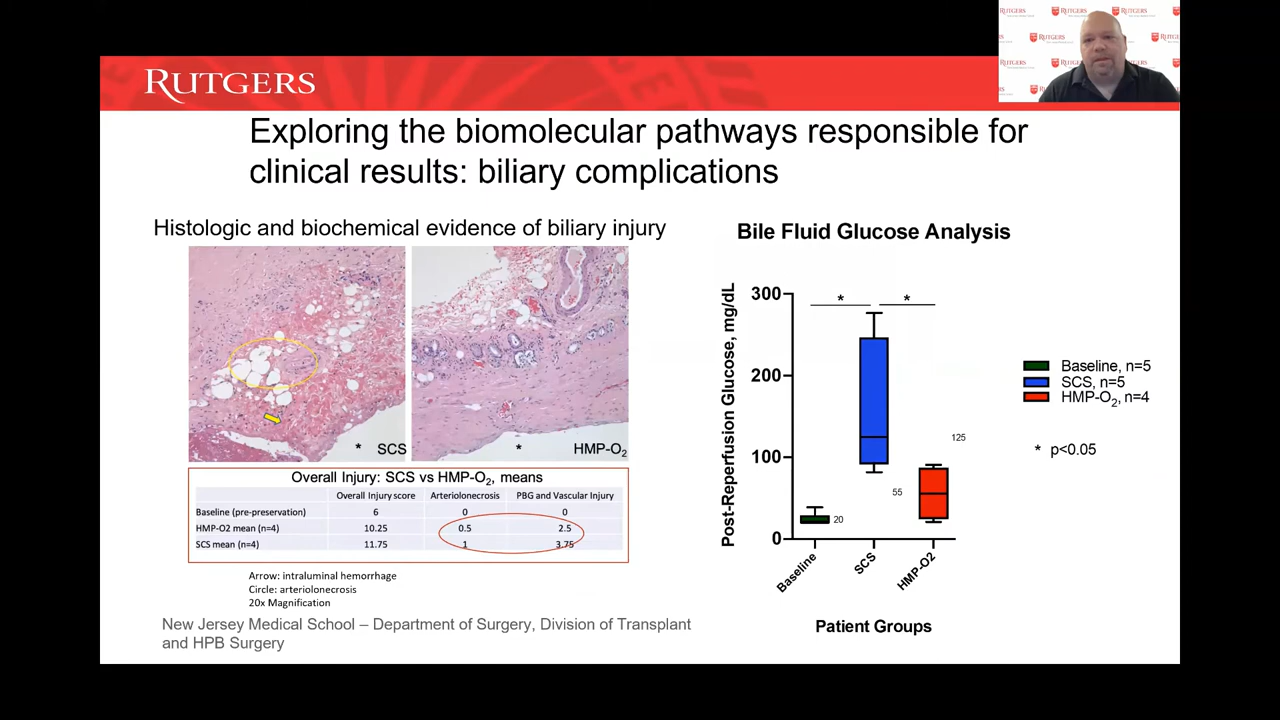 RUTGERS
RUTGERS
RUTGERS
Exploring the biomolecular pathways responsible for
clinical results: biliary complications
Histologic and biochemical evidence of biliary injury
* SCS
* HMP-O2
Overall Injury: SCS vs HMP-O2, means
Overall Injury score Arteriolonecrosis PBG and Vascular Injury
Baseline (pre-preservation) 6 0 0
HMP-O2 mean (n=4) 10.25 0.5 2.5
SCS mean (n=4) 11.75 1 3.75
Arrow: intraluminal hemorrhage
Circle: arteriolonecrosis
20x Magnification
New Jersey Medical School – Department of Surgery, Division of Transplant
and HPB Surgery
Bile Fluid Glucose Analysis
Post-Reperfusion Glucose, mg/dL
300
200
100
0
* *
125
55
20
Baseline
SCS
HMP-O2
Patient Groups
Baseline, n=5
SCS, n=5
HMP-O2, n=4
* p<0.05